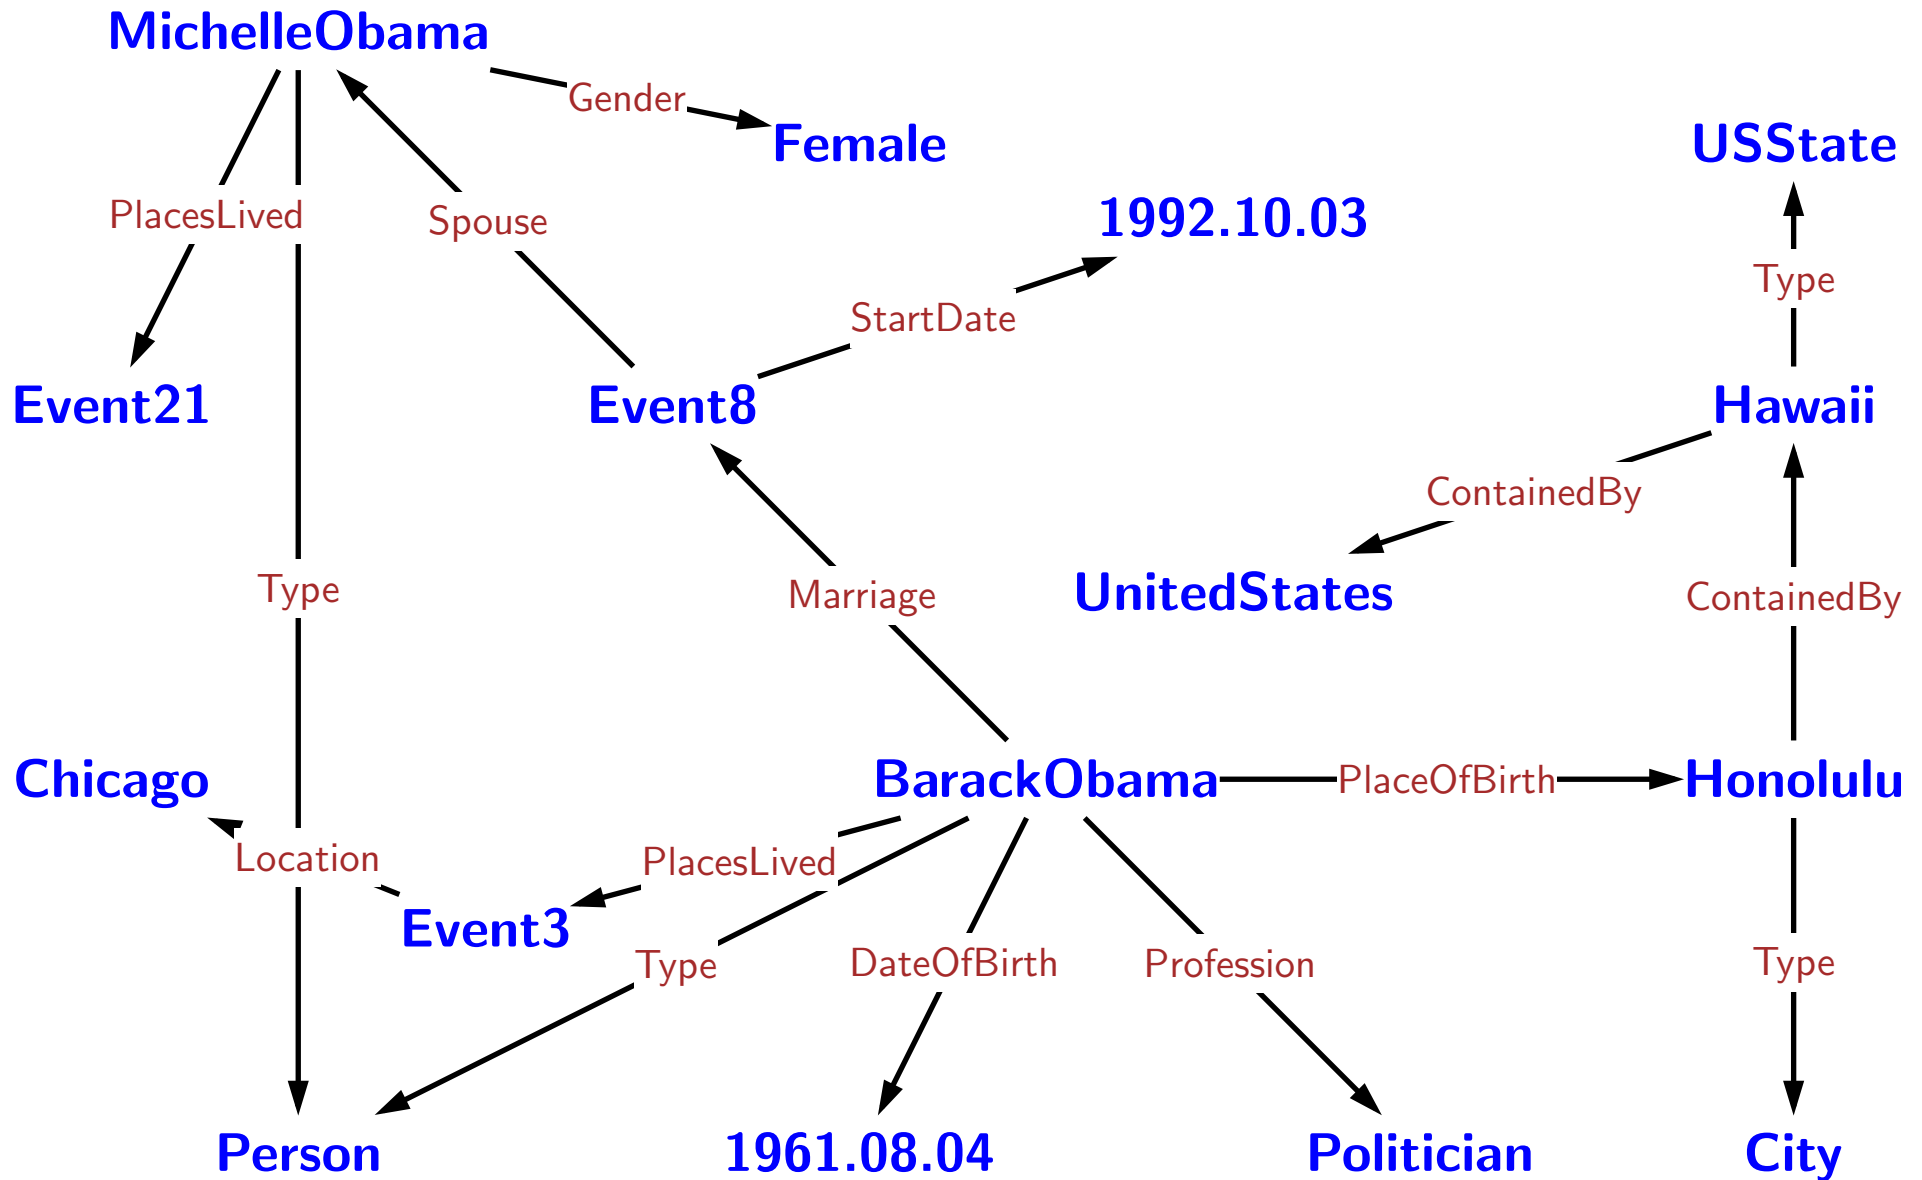 MichelleObama
Gender
Female
USState
PlacesLived
Spouse
1992.10.03
Type
StartDate
Event21
Event8
Hawaii
ContainedBy
Type
Marriage
UnitedStates
ContainedBy
Chicago
BarackObama
PlaceOfBirth
Honolulu
Location
PlacesLived
Event3
Type
DateOfBirth
Profession
Type
Person
1961.08.04
Politician
City